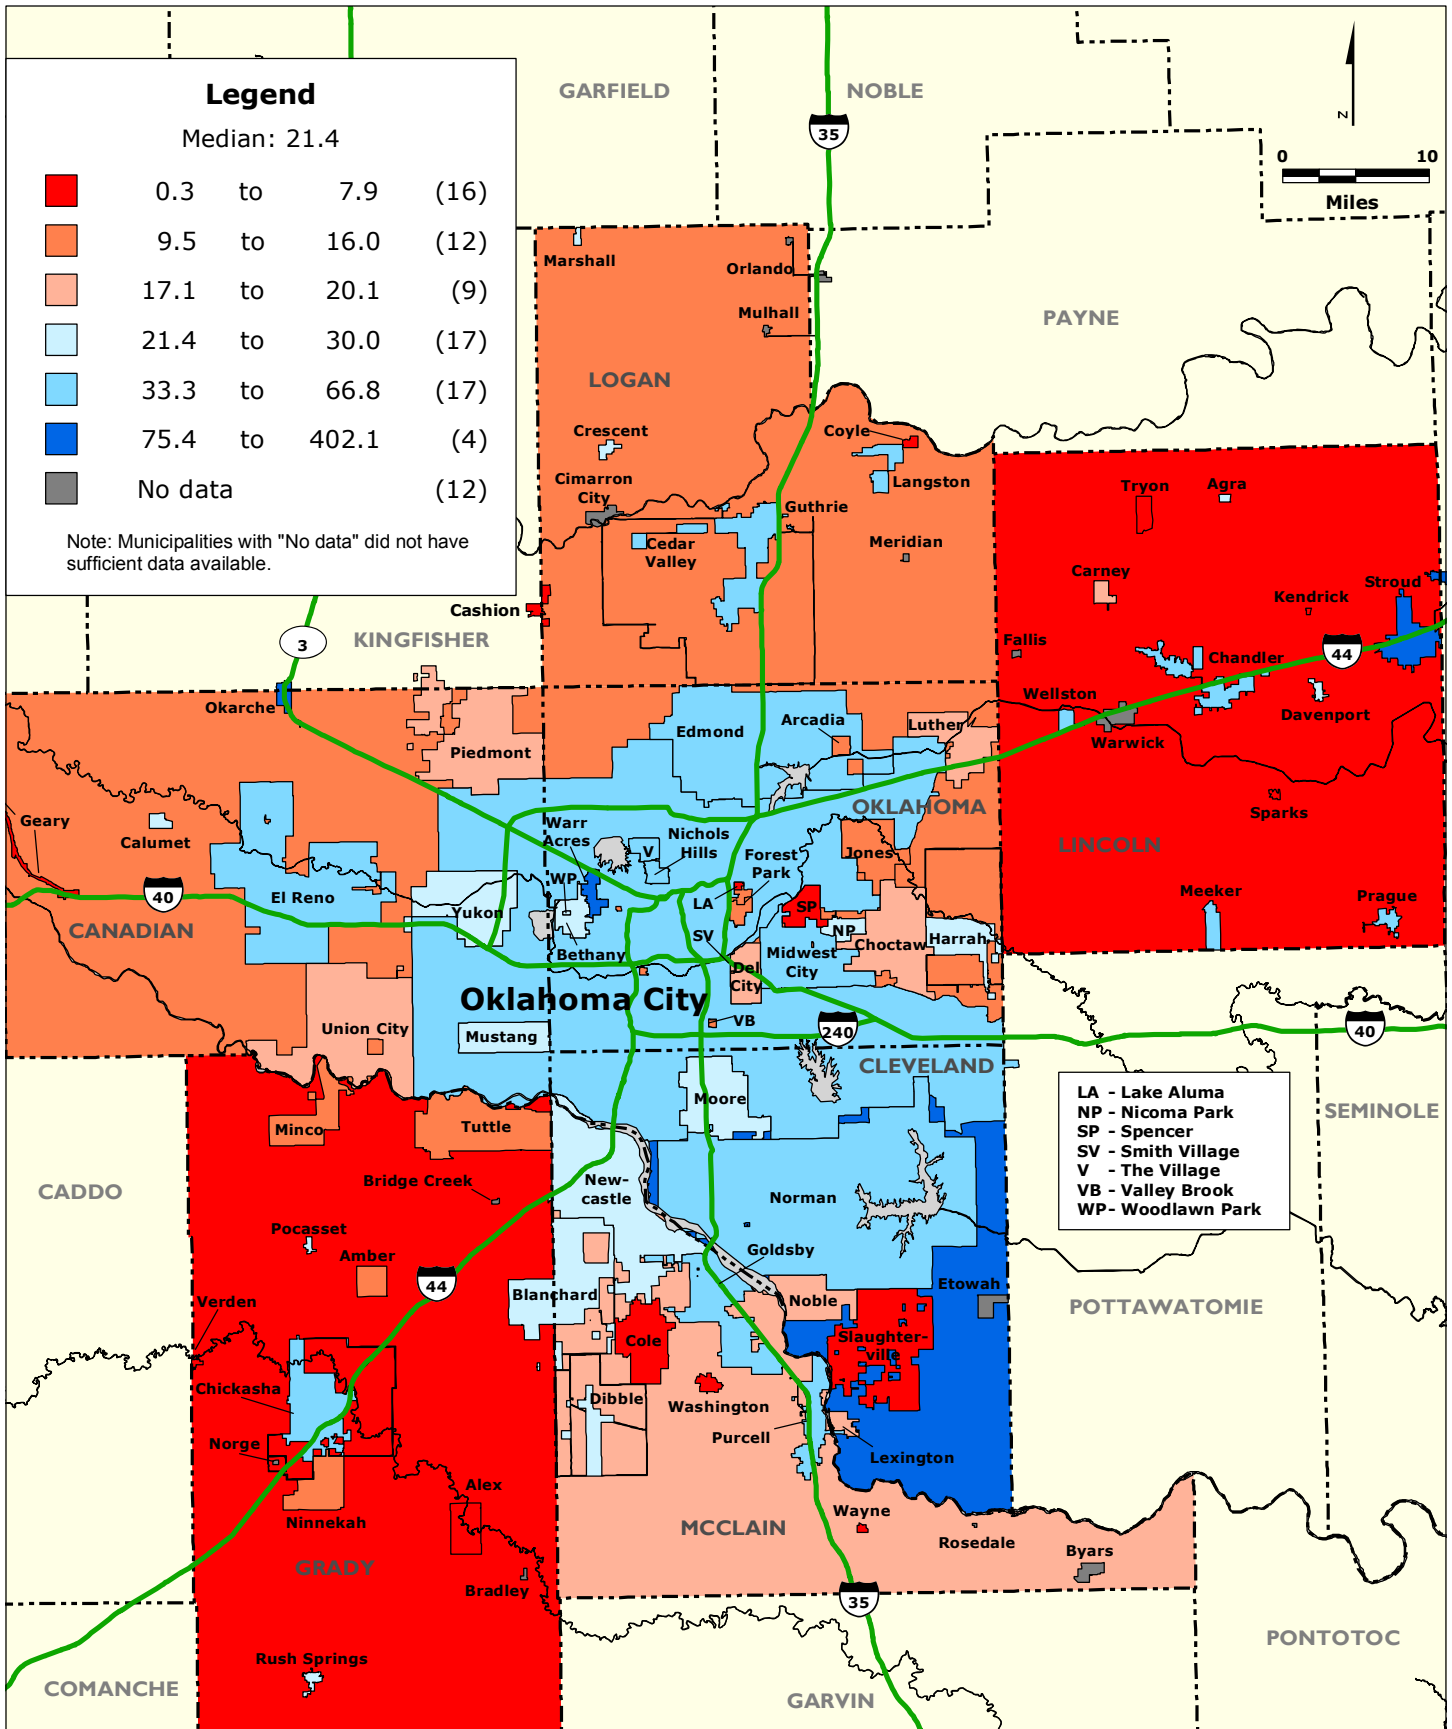 Legend
Median: 21.4
0.3 to 7.9 (16)
9.5 to 16.0 (12)
17.1 to 20.1 (9)
21.4 to 30.0 (17)
33.3 to 66.8 (17)
75.4 to 402.1 (4)
No data (12)
Note: Municipalities with "No data" did not have
sufficient data available.
GARFIELD
NOBLE
35
N
0 10
Miles
Marshall
Orlando
Mulhall
PAYNE
LOGAN
Crescent
Coyle
Cimarron
City
Langston
Guthrie
Tryon
Agra
Cedar
Valley
Meridian
Carney
Stroud
Kendrick
Cashion
3
KINGFISHER
Fallis
44
Chandler
Okarche
Wellston
Davenport
Edmond
Arcadia
Luther
Warwick
Piedmont
OKLAHOMA
Sparks
Geary
Calumet
Warr
Acres
Nichols
Hills
V
Forest
Park
Jones
LINCOLN
WP
40
El Reno
Yukon
LA
SP
Meeker
Prague
CANADIAN
SV
NP
Choctaw
Harrah
Bethany
Midwest
City
Del
City
Oklahoma City
Union City
Mustang
VB
240
40
CLEVELAND
Moore
LA - Lake Aluma
NP - Nicoma Park
SP - Spencer
SV - Smith Village
V - The Village
VB - Valley Brook
WP- Woodlawn Park
SEMINOLE
Minco
Tuttle
CADDO
Bridge Creek
New-
castle
Norman
Pocasset
Amber
Goldsby
44
Blanchard
Etowah
Verden
Noble
POTTAWATOMIE
Cole
Slaughter-
ville
Chickasha
Dibble
Washington
Norge
Purcell
Lexington
Alex
Ninnekah
MCCLAIN
Wayne
Rosedale
Byars
GRADY
Bradley
35
Rush Springs
PONTOTOC
COMANCHE
GARVIN